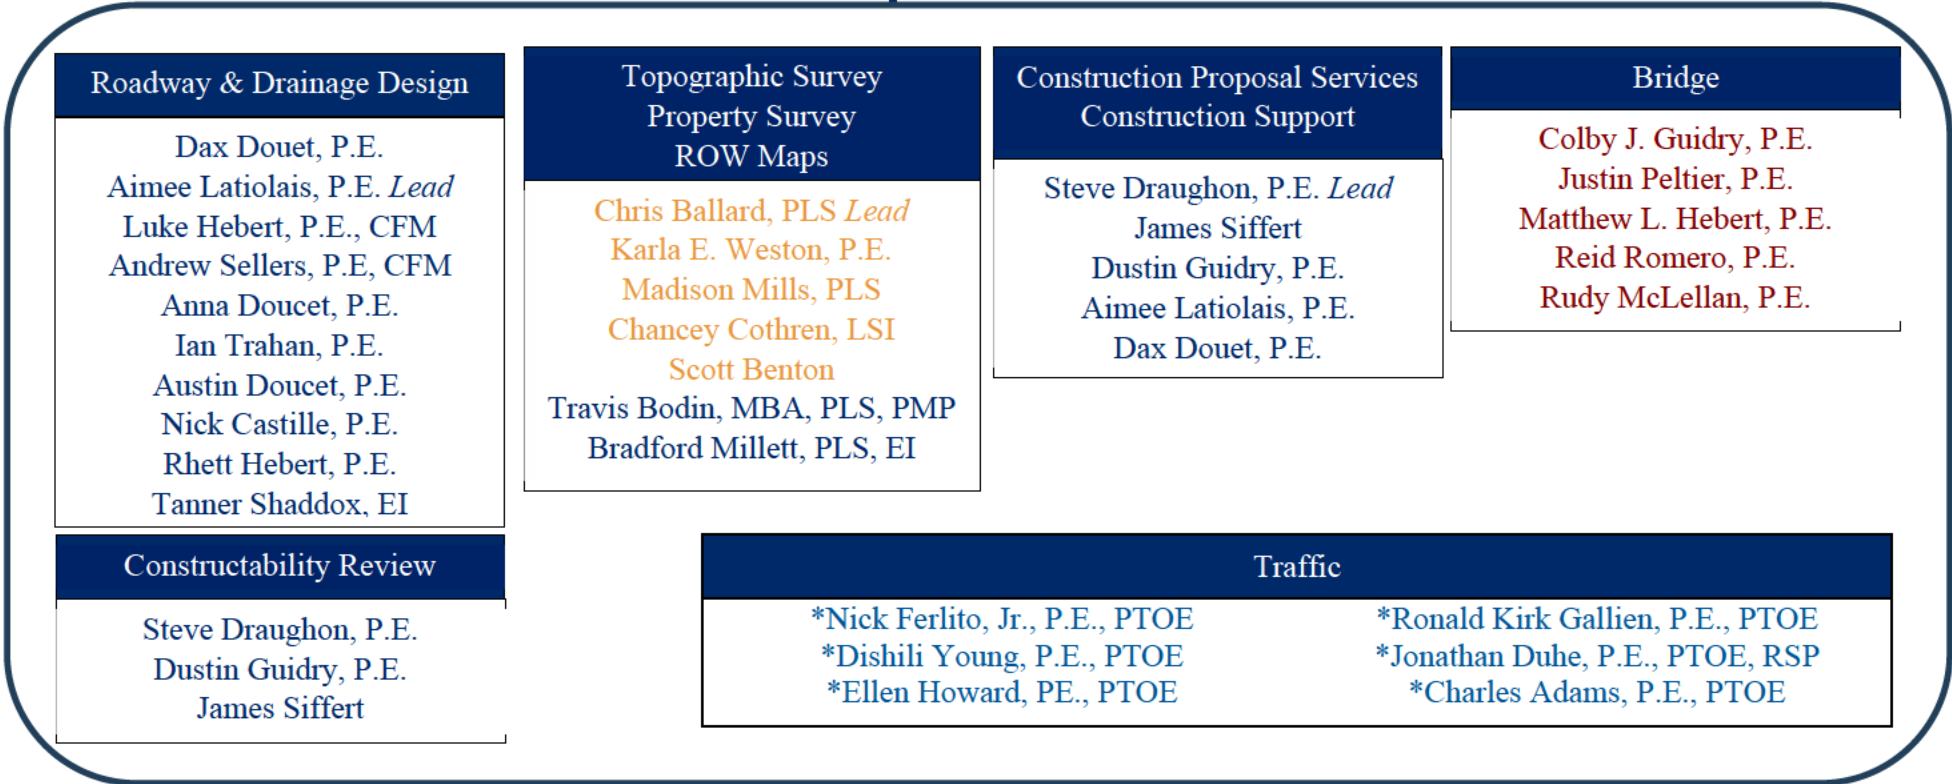 Roadway & Drainage Design
Dax Douet, P.E.
Aimee Latiolais, P.E. Lead
Luke Hebert, P.E., CFM
Andrew Sellers, P.E, CFM
Anna Doucet, P.E.
Ian Trahan, P.E.
Austin Doucet, P.E.
Nick Castille, P.E.
Rhett Hebert, P.E.
Tanner Shaddox, EI
Topographic Survey
Property Survey
ROW Maps
Chris Ballard, PLS Lead
Karla E. Weston, P.E.
Madison Mills, PLS
Chancey Cothren, LSI
Scott Benton
Travis Bodin, MBA, PLS, PMP
Bradford Millett, PLS, EI
Construction Proposal Services
Construction Support
Steve Draughon, P.E. Lead
James Siffert
Dustin Guidry, P.E.
Aimee Latiolais, P.E.
Dax Douet, P.E.
Bridge
Colby J. Guidry, P.E.
Justin Peltier, P.E.
Matthew L. Hebert, P.E.
Reid Romero, P.E.
Rudy McLellan, P.E.
Constructability Review
Steve Draughon, P.E.
Dustin Guidry, P.E.
James Siffert
Traffic
*Nick Ferlito, Jr., P.E., PTOE
*Dishili Young, P.E., PTOE
*Ellen Howard, PE., PTOE
*Ronald Kirk Gallien, P.E., PTOE
*Jonathan Duhe, P.E., PTOE, RSP
*Charles Adams, P.E., PTOE